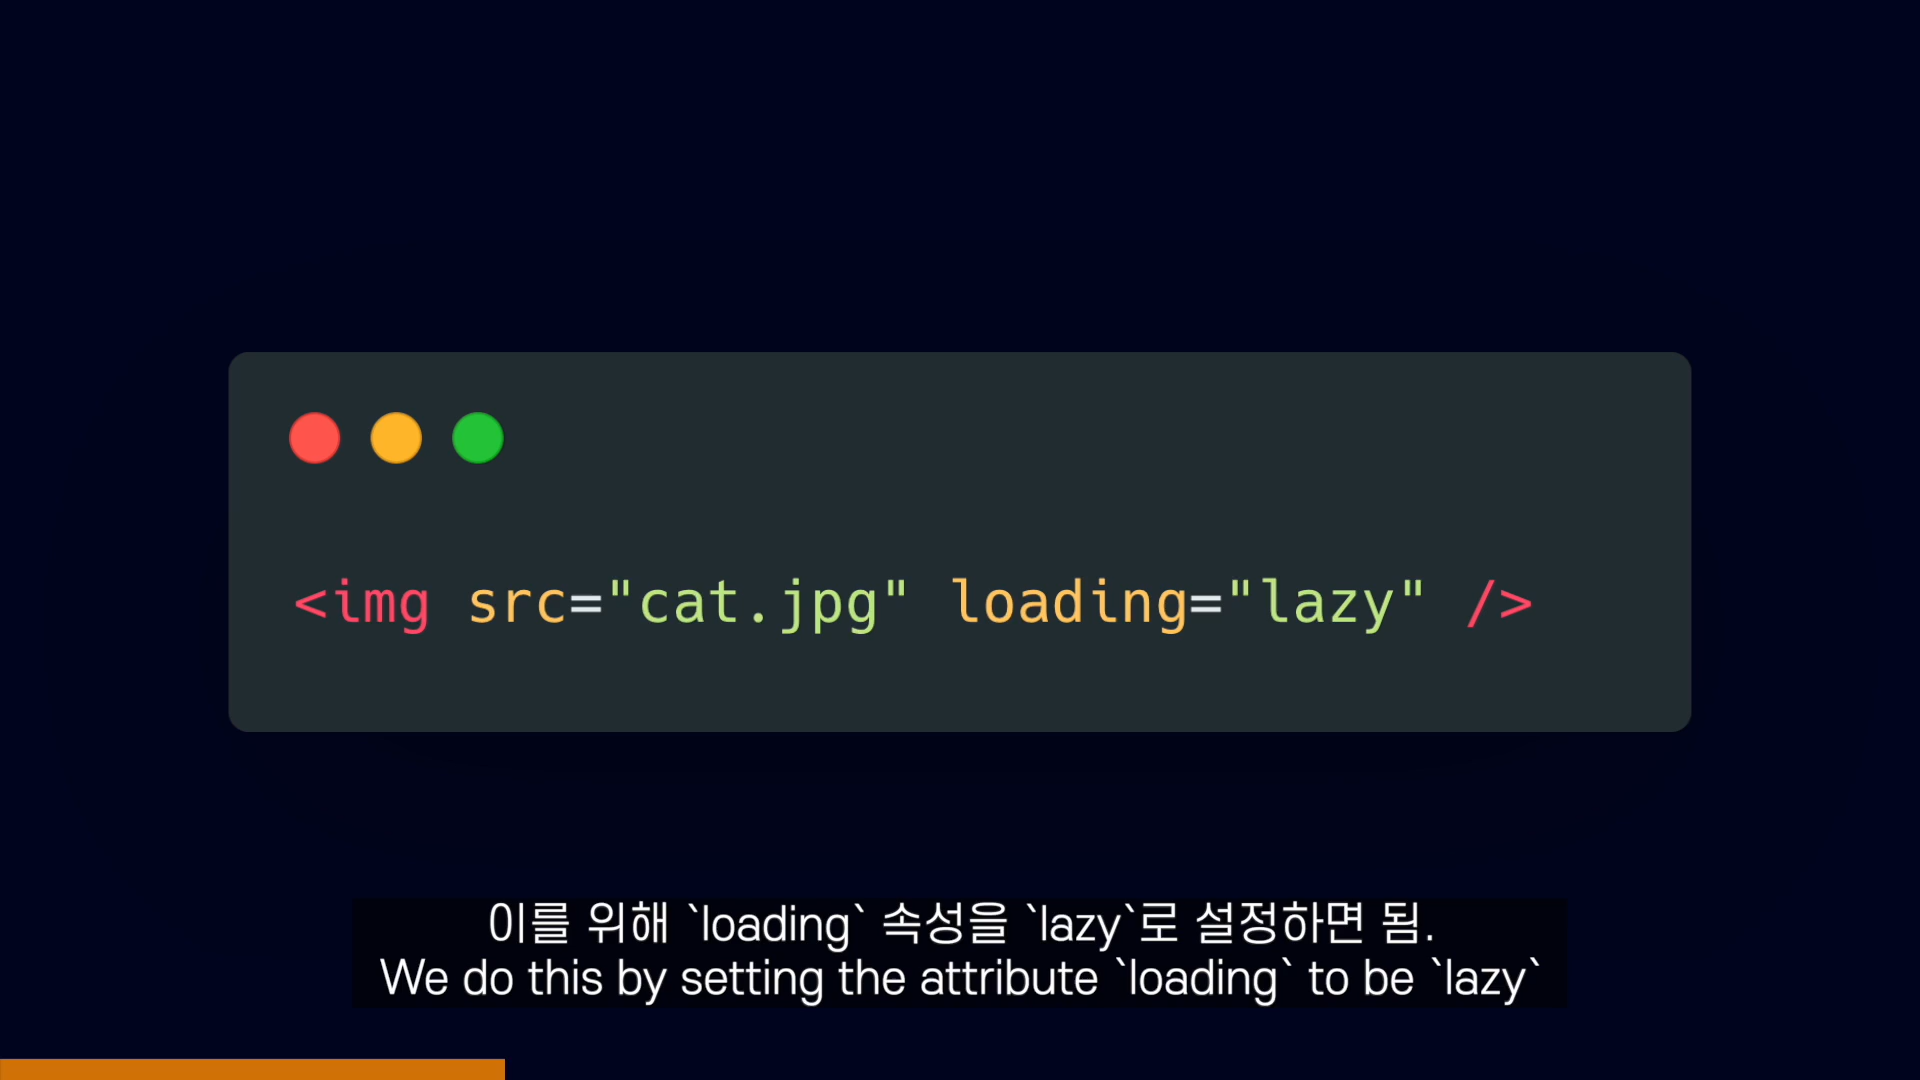 <img src="cat.jpg" loading="lazy" />
이를 위해 `loading` 속성을 `lazy`로 설정하면 됨.
We do this by setting the attribute `loading` to be `lazy`